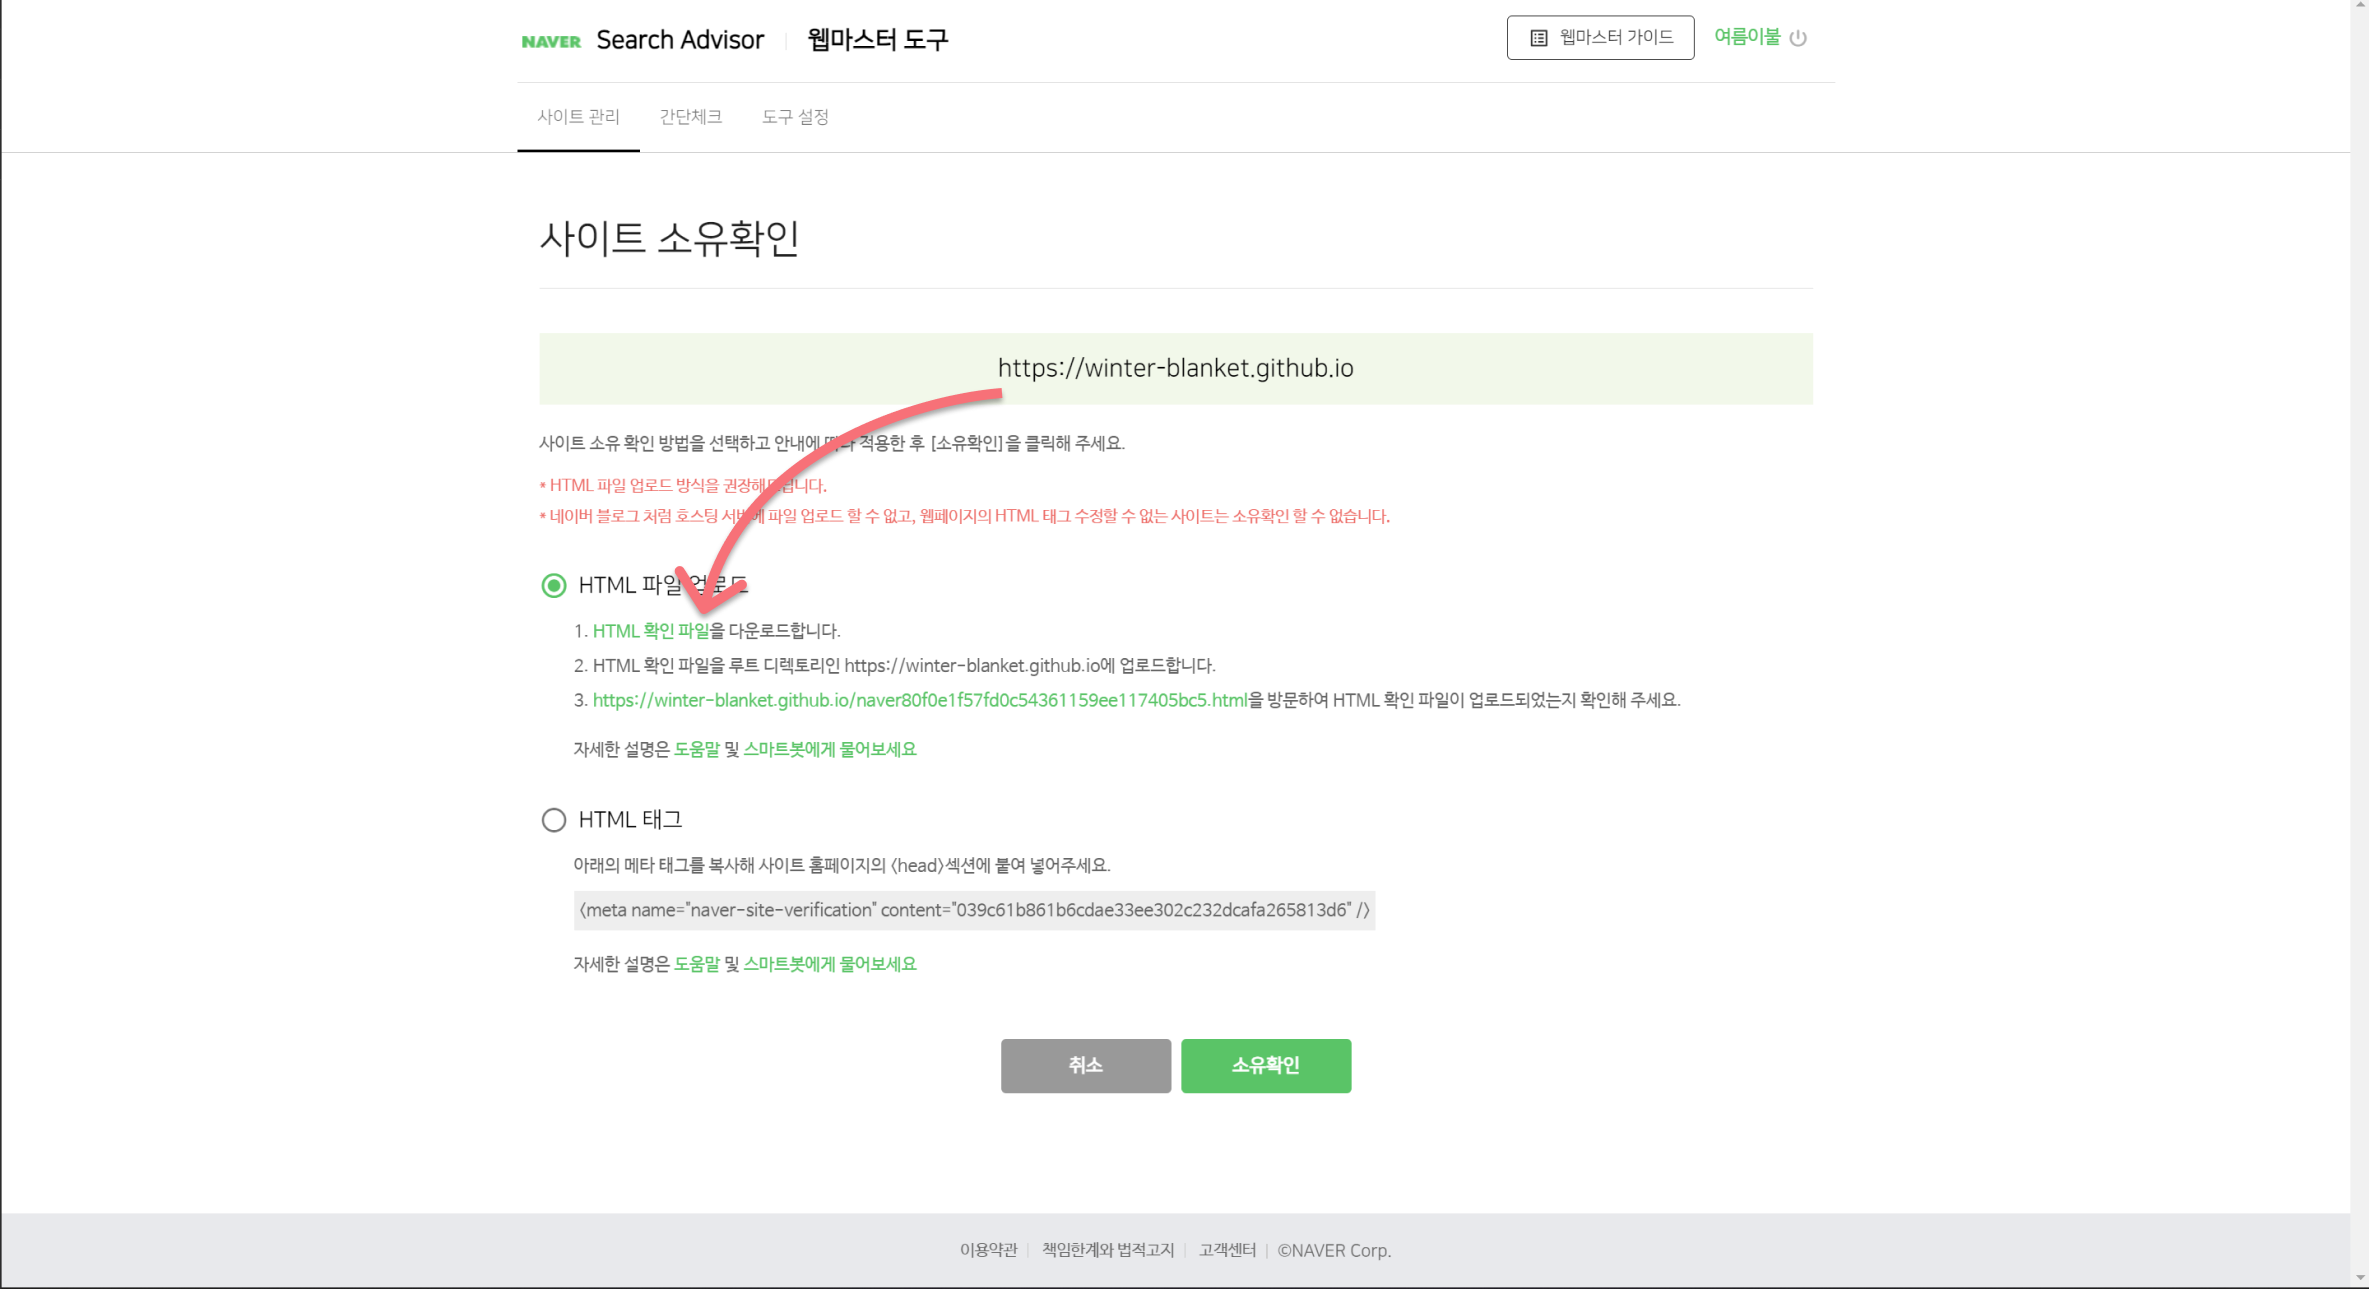 NAVER Search Advisor 웹마스터 도구
웹마스터 가이드 여름이불
사이트 관리 간단체크 도구 설정
사이트 소유확인
https://winter-blanket.github.io
사이트 소유 확인 방법을 선택하고 안내에 따라 적용한 후 [소유확인]을 클릭해 주세요.
* HTML 파일 업로드 방식을 권장해드립니다.
* 네이버 블로그 처럼 호스팅 서버에 파일 업로드 할 수 없고, 웹페이지의 HTML 태그 수정할 수 없는 사이트는 소유확인 할 수 없습니다.
HTML 파일 업로드
1. HTML 확인 파일을 다운로드합니다.
2. HTML 확인 파일을 루트 디렉토리인 https://winter-blanket.github.io에 업로드합니다.
3. https://winter-blanket.github.io/naver80f0e1f57fd0c54361159ee117405bc5.html을 방문하여 HTML 확인 파일이 업로드되었는지 확인해 주세요.
자세한 설명은 도움말 및 스마트봇에게 물어보세요
HTML 태그
아래의 메타 태그를 복사해 사이트 홈페이지의 <head>섹션에 붙여 넣어주세요.
<meta name="naver-site-verification" content="039c61b861b6cdae33ee302c232dcafa265813d6" />
자세한 설명은 도움말 및 스마트봇에게 물어보세요
취소 소유확인
이용약관 책임한계와 법적고지 고객센터 ©NAVER Corp.